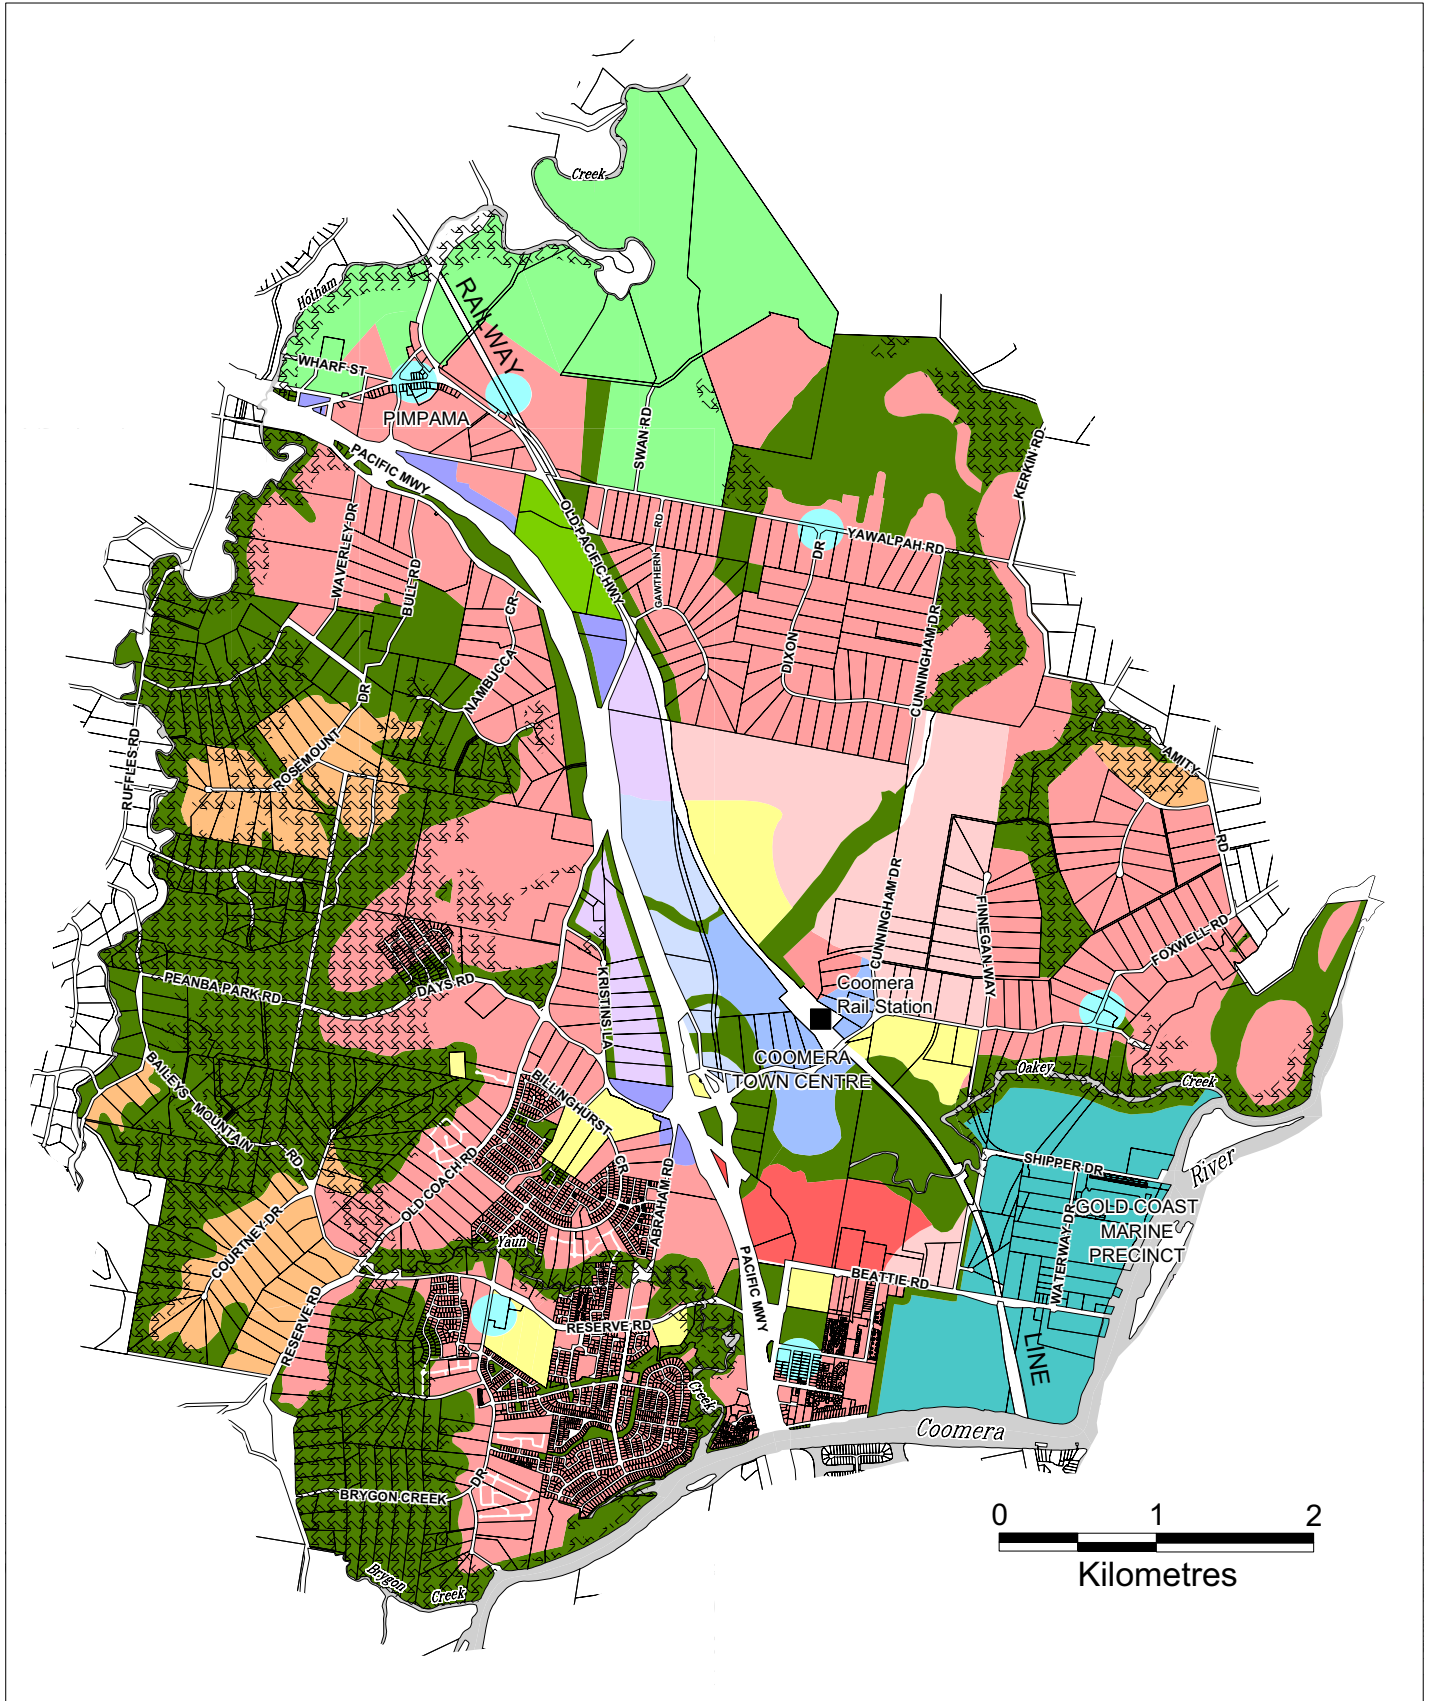 Creek
Hotham
RAILWAY
WHARF ST
PIMPAMA
SWAN RD
KERKIN RD
PACIFIC MWY
OLD PACIFIC HWY
WAVERLEY DR
BULL RD
GAWTHERN RD
YAWALPAH RD
DR
DIXON
CUNNINGHAM DR
CR
NAMBUCCA
DR
ROSEMOUNT
RUFFLES RD
AMITY
RD
CUNNINGHAM DR
FINNEGAN WAY
FOXWELL RD
PEANBA PARK RD
DAYS RD
KRISTINS LA
Coomera
Rail Station
COOMERA
TOWN CENTRE
Oakey
Creek
BAILEYS MOUNTAIN RD
BILLINGHURST
CR
OLD COACH RD
ABRAHAM RD
SHIPPER DR
River
GOLD COAST
MARINE
PRECINCT
WATERWAY DR
COURTNEY DR
Yaun
PACIFIC MWY
BEATTIE RD
RESERVE RD
RESERVE RD
LINE
Creek
Coomera
BRYGON CREEK
DR
Brygon
Creek
0 1 2
Kilometres